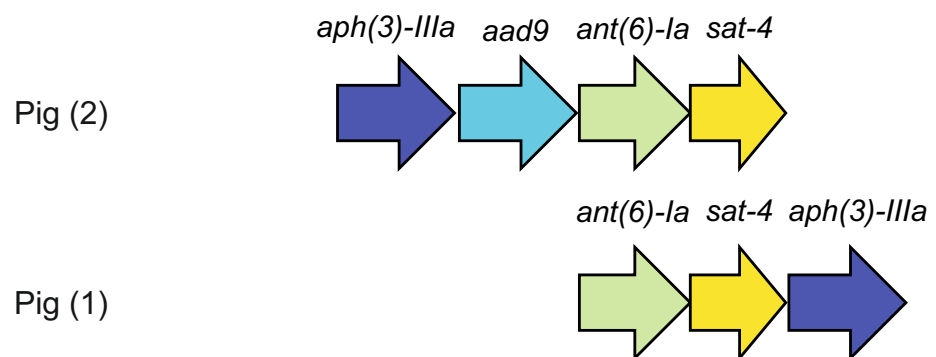 aph(3)-IIIa aad9 ant(6)-Ia sat-4
Pig (2)
ant(6)-Ia sat-4 aph(3)-IIIa
Pig (1)